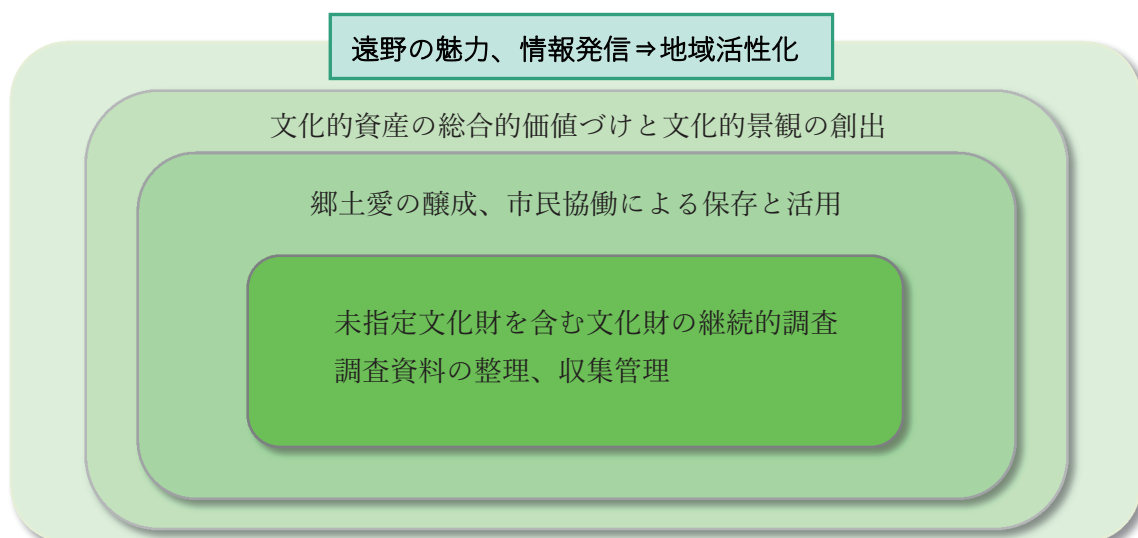 遠野の魅力、情報発信⇒地域活性化
文化的資産の総合的価値づけと文化的景観の創出
郷土愛の醸成、市民協働による保存と活用
未指定文化財を含む文化財の継続的調査
調査資料の整理、収集管理